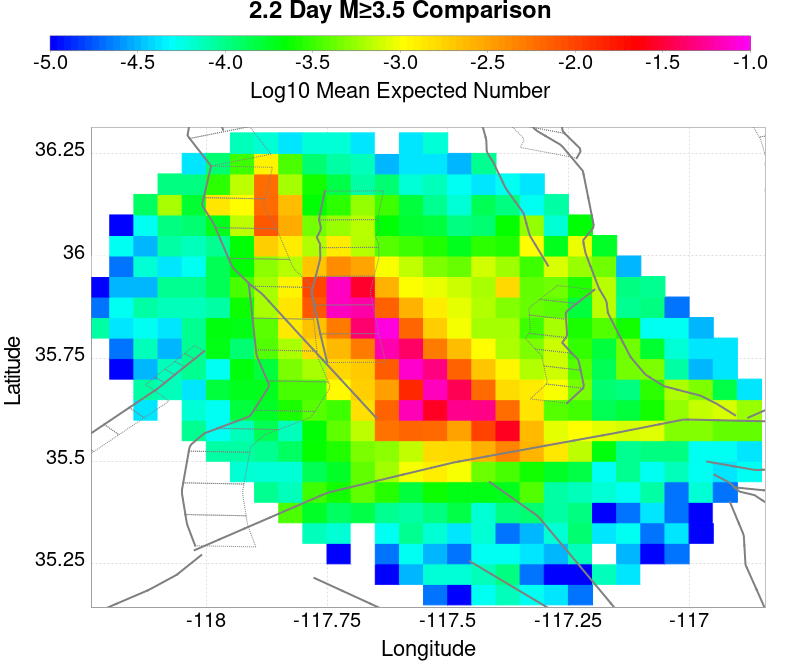 2.2 Day M≥3.5 Comparison
-5.0 -4.5 -4.0 -3.5 -3.0 -2.5 -2.0 -1.5 -1.0
Log10 Mean Expected Number
36.25
36
35.75
35.5
35.25
Latitude
-118 -117.75 -117.5 -117.25 -117
Longitude